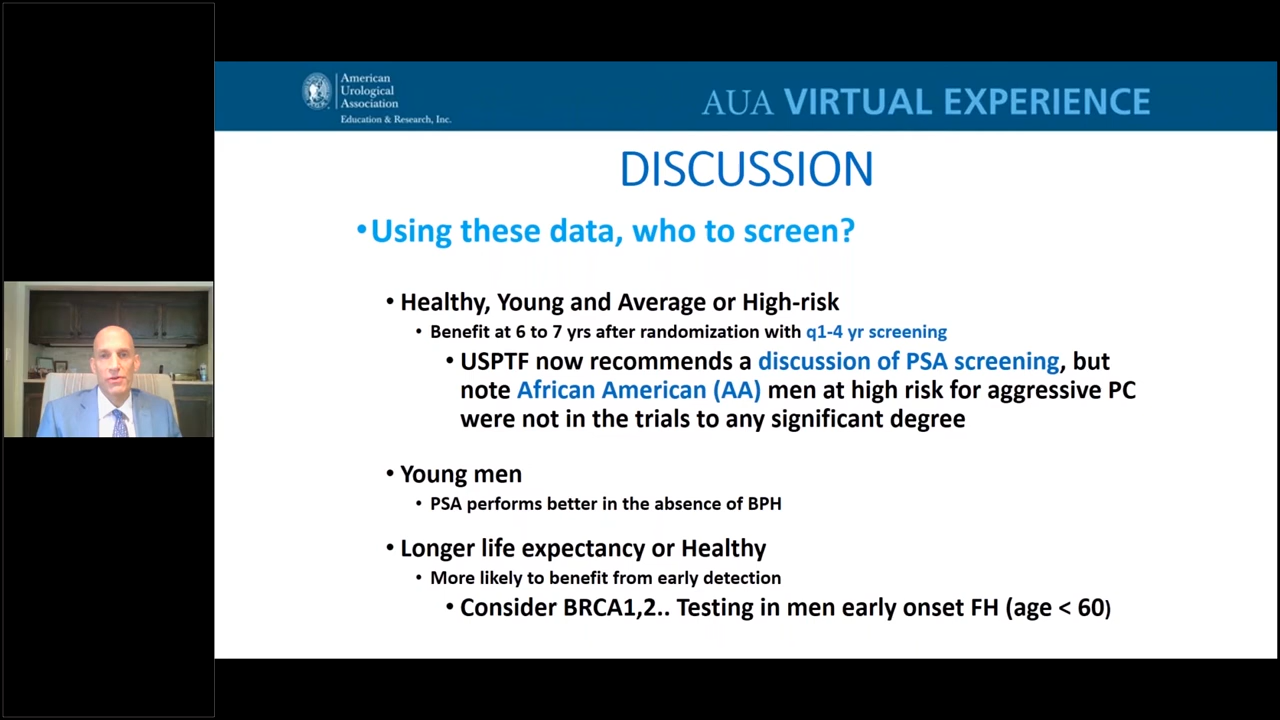 American
Urological
Association
Education & Research, Inc.
AUA VIRTUAL EXPERIENCE
DISCUSSION
•Using these data, who to screen?
• Healthy, Young and Average or High-risk
• Benefit at 6 to 7 yrs after randomization with q1-4 yr screening
• USPTF now recommends a discussion of PSA screening, but
note African American (AA) men at high risk for aggressive PC
were not in the trials to any significant degree
• Young men
• PSA performs better in the absence of BPH
• Longer life expectancy or Healthy
• More likely to benefit from early detection
• Consider BRCA1,2.. Testing in men early onset FH (age < 60)